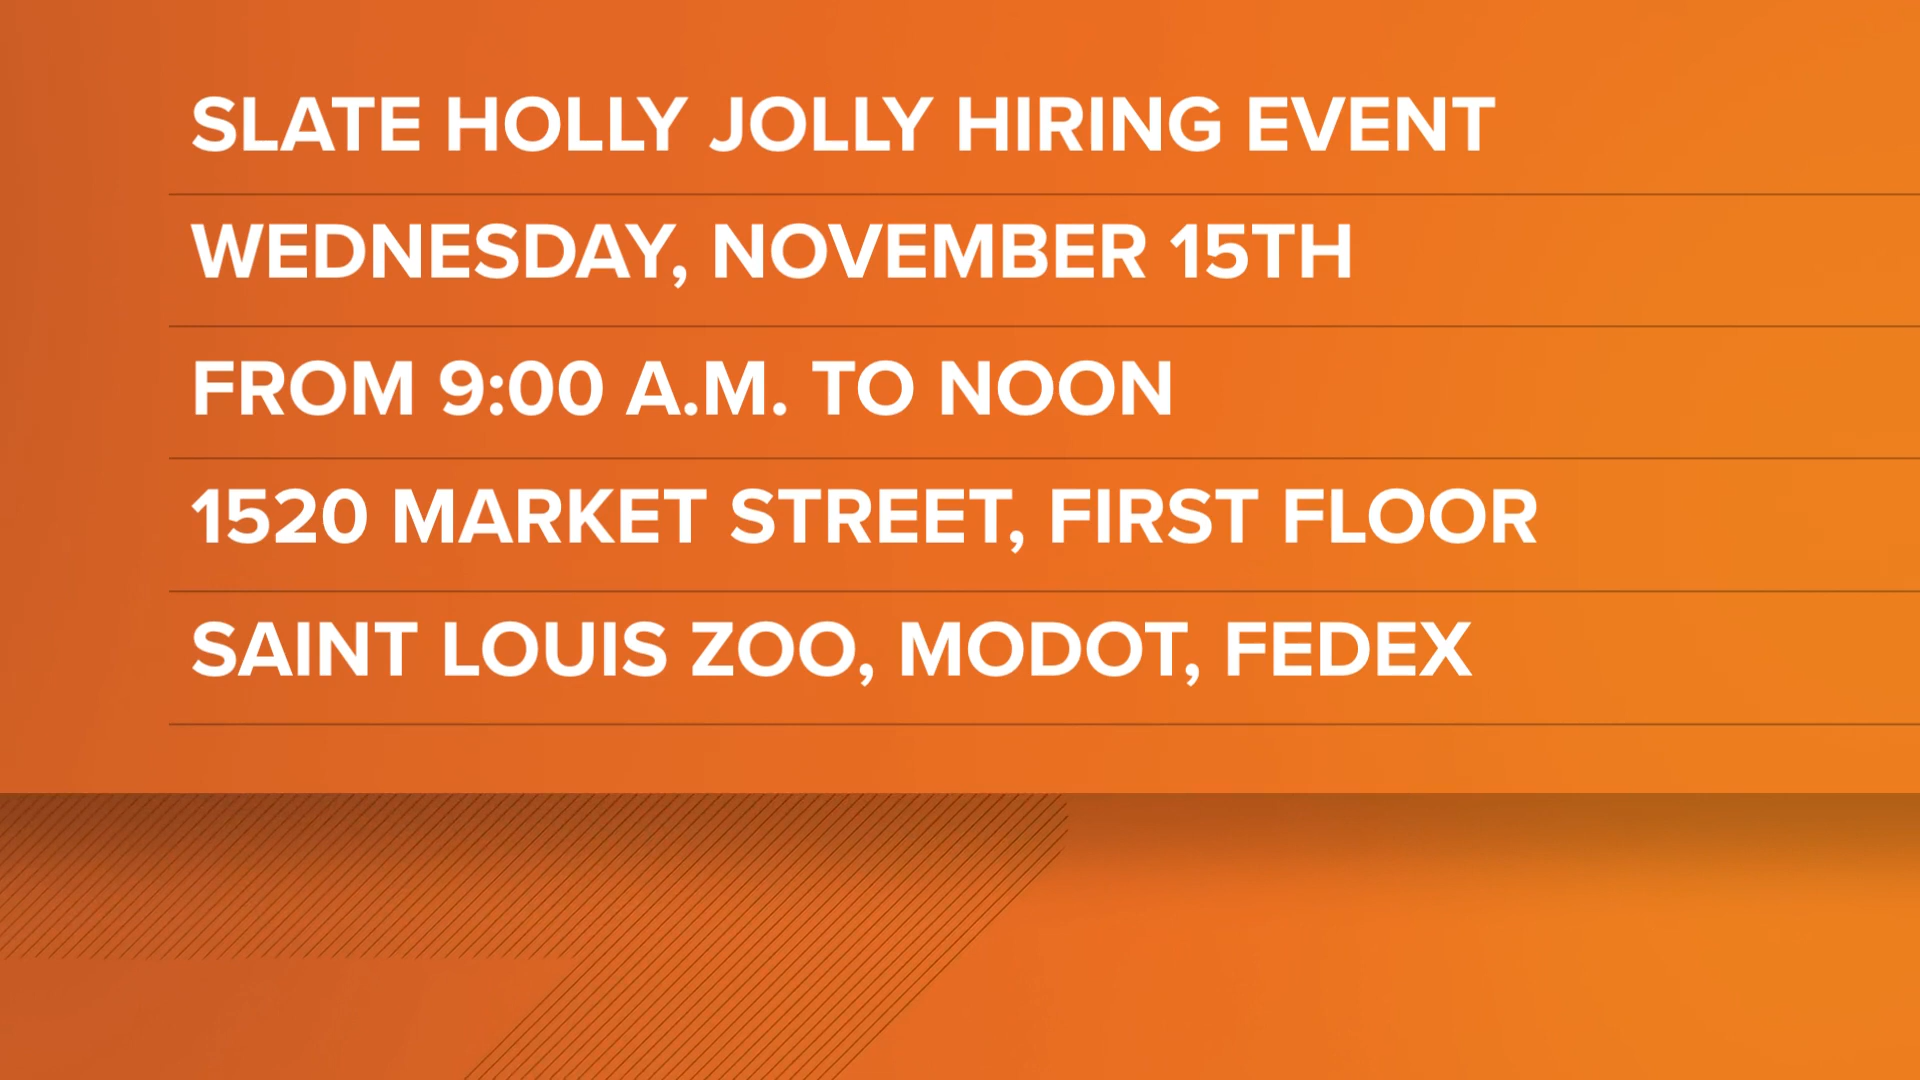 SLATE HOLLY JOLLY HIRING EVENT
WEDNESDAY, NOVEMBER 15TH
FROM 9:00 A.M. TO NOON
1520 MARKET STREET, FIRST FLOOR
SAINT LOUIS ZOO, MODOT, FEDEX